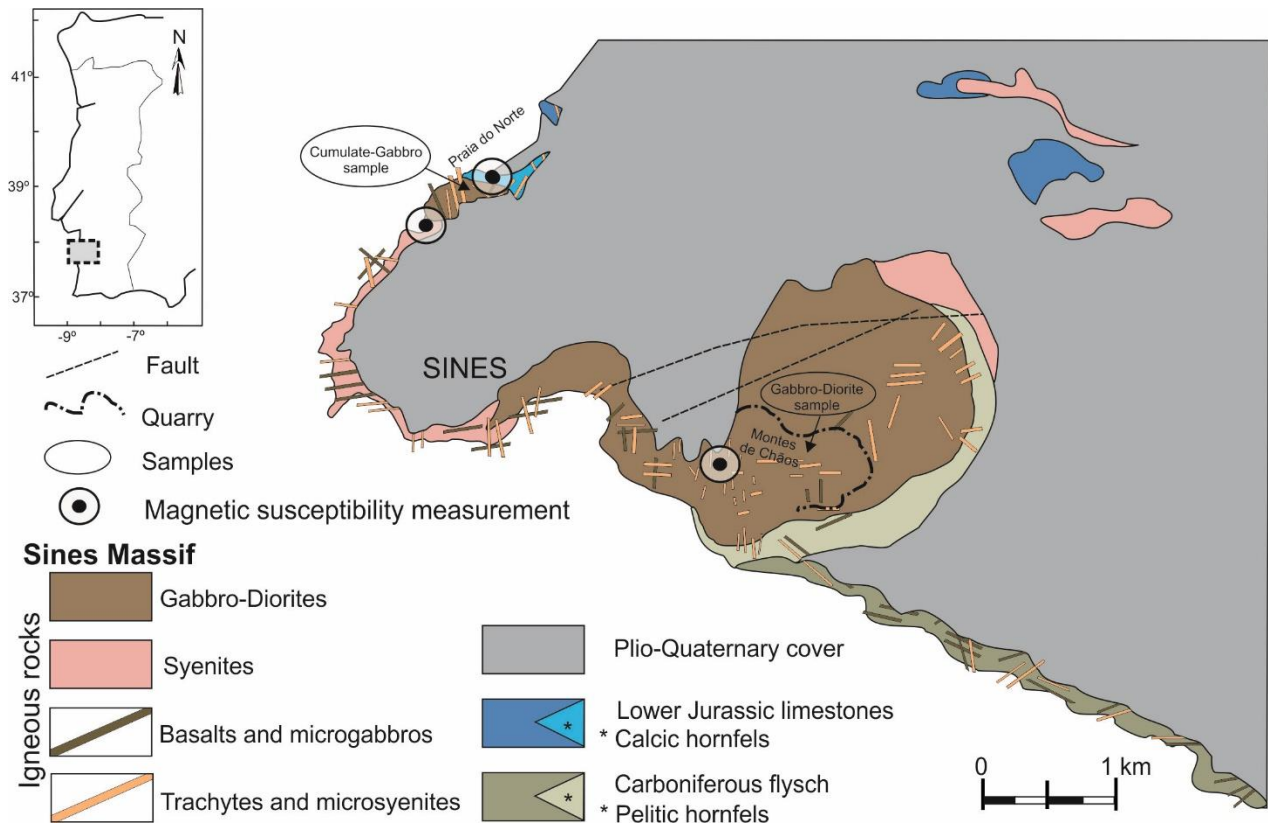 N
41º
39º
37º
-9º
-7º
Fault
Quarry
Samples
Magnetic susceptibility measurement
Cumulate-Gabbro
sample
Praia do Norte
SINES
Gabbro-Diorite
sample
Montes
de Chãos
Sines Massif
Igneous rocks
Gabbro-Diorites
Syenites
Basalts and microgabbros
Trachytes and microsyenites
Plio-Quaternary cover
*
Lower Jurassic limestones
* Calcic hornfels
*
Carboniferous flysch
* Pelitic hornfels
0
1 km